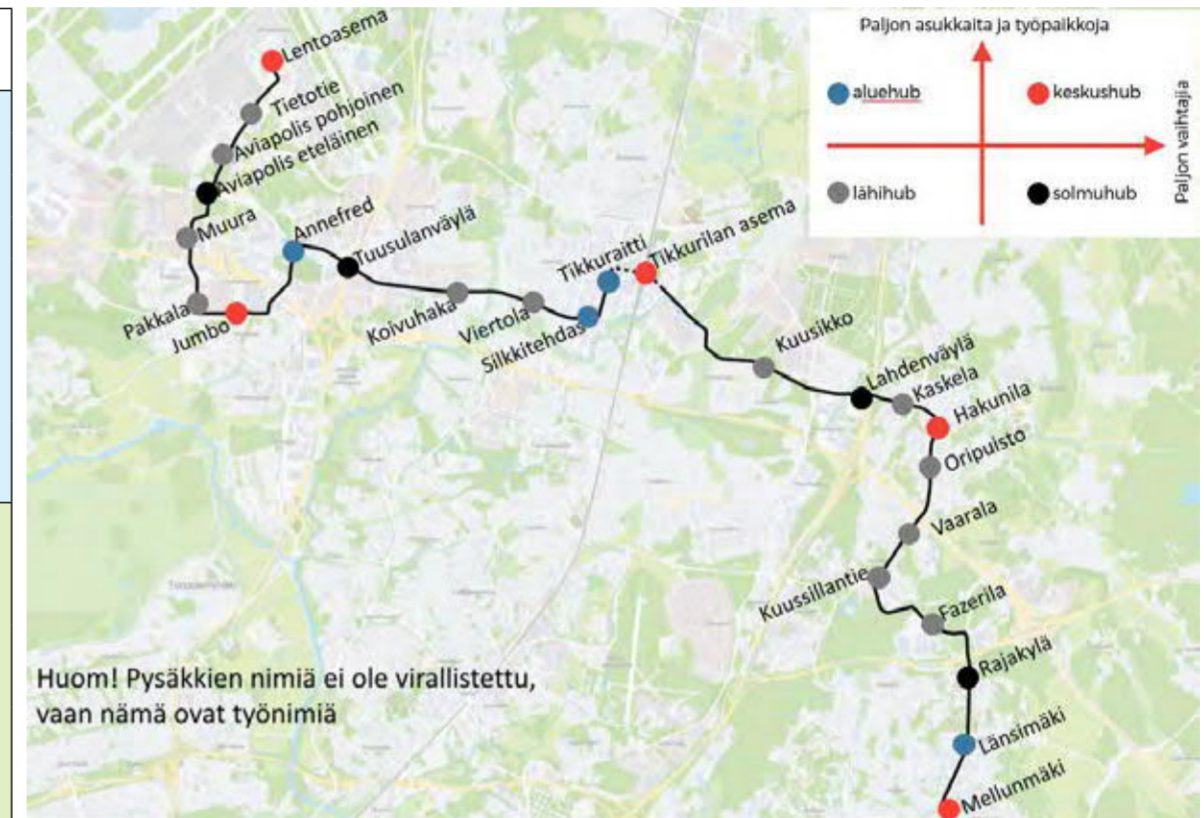 Paljon asukkaita ja työpaikkoja
aluehub
keskushub
Paljon vaihtajia
lähihub
solmuhub
Lentoasema
Tietotie
Aviapolis pohjoinen
Aviapolis eteläinen
Muura
Annefred
Tuusulanväylä
Pakkala
Jumbo
Koivuhaka
Viertola
Silkkitehdas
Tikkuraitti
Tikkurilan asema
Kuusikko
Lahdenväylä
Kaskela
Hakunila
Oripuisto
Vaarala
Kuussillantie
Fazerila
Rajakylä
Länsimäki
Mellunmäki
Huom! Pysäkkien nimiä ei ole virallistettu,
vaan nämä ovat työnimiä